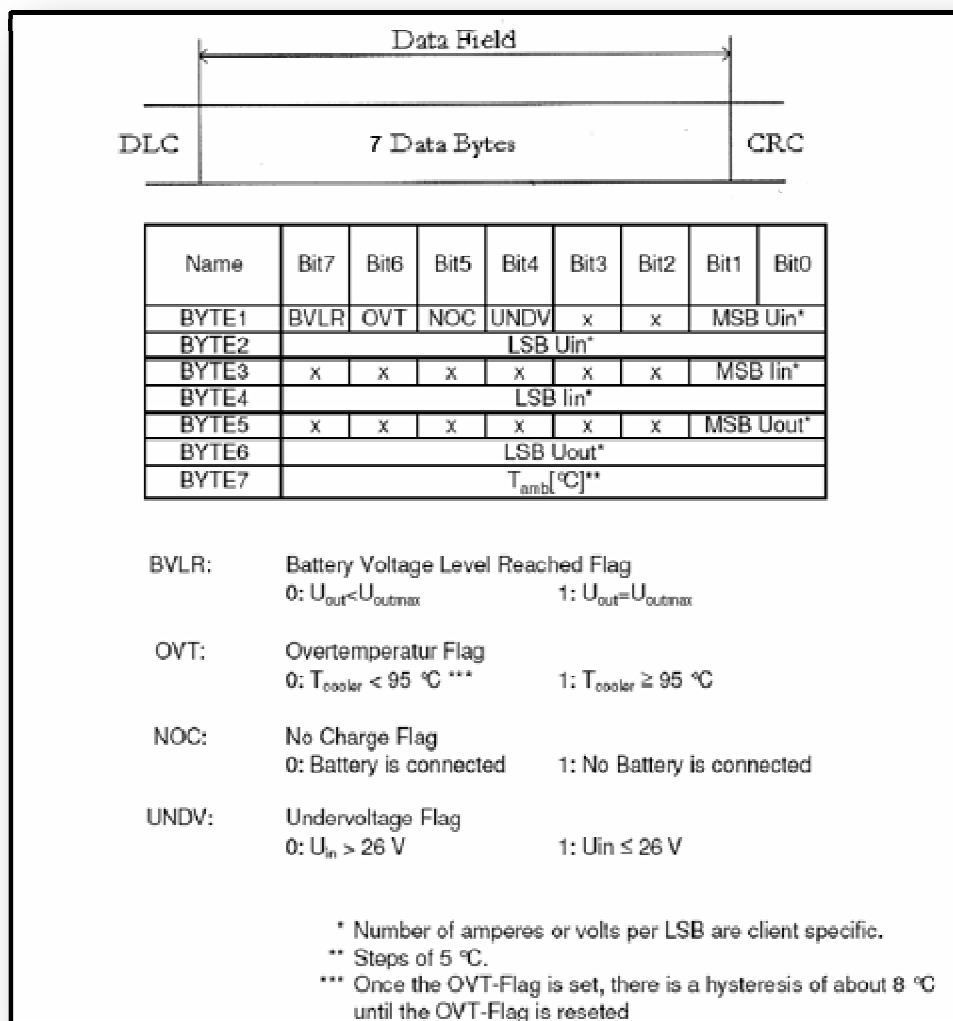 Data Field
DLC 7 Data Bytes CRC
Name Bit7 Bit6 Bit5 Bit4 Bit3 Bit2 Bit1 Bit0
BYTE1 BVLR OVT NOC UNDV x x MSB Uin*
BYTE2 LSB Uin*
BYTE3 x x x x x x MSB Iin*
BYTE4 LSB Iin*
BYTE5 x x x x x x MSB Uout*
BYTE6 LSB Uout*
BYTE7 Tamb[°C]**
BVLR: Battery Voltage Level Reached Flag
0: Uout<Uoutmax 1: Uout=Uoutmax
OVT: Overtemperatur Flag
0: Tcooler < 95 °C *** 1: Tcooler ≥ 95 °C
NOC: No Charge Flag
0: Battery is connected 1: No Battery is connected
UNDV: Undervoltage Flag
0: Uin > 26 V 1: Uin ≤ 26 V
* Number of amperes or volts per LSB are client specific.
** Steps of 5 °C.
*** Once the OVT-Flag is set, there is a hysteresis of about 8 °C
until the OVT-Flag is reseted